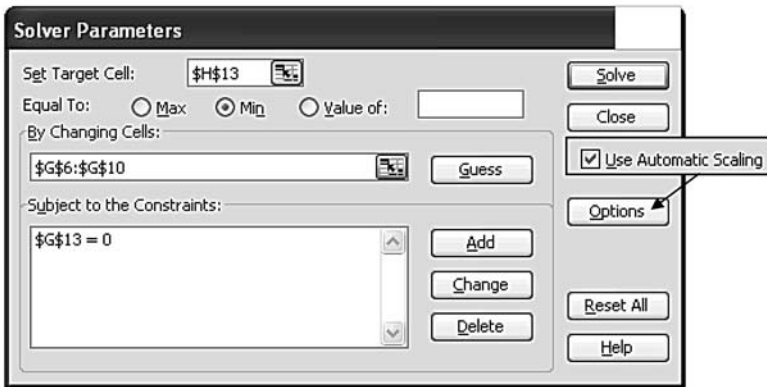 Solver Parameters
Set Target Cell: $H$13
Solve
Equal To: Max Min Value of:
Close
By Changing Cells:
Use Automatic Scaling
$G$6:$G$10
Guess
Subject to the Constraints:
Options
$G$13 = 0
Add
Change
Reset All
Delete
Help